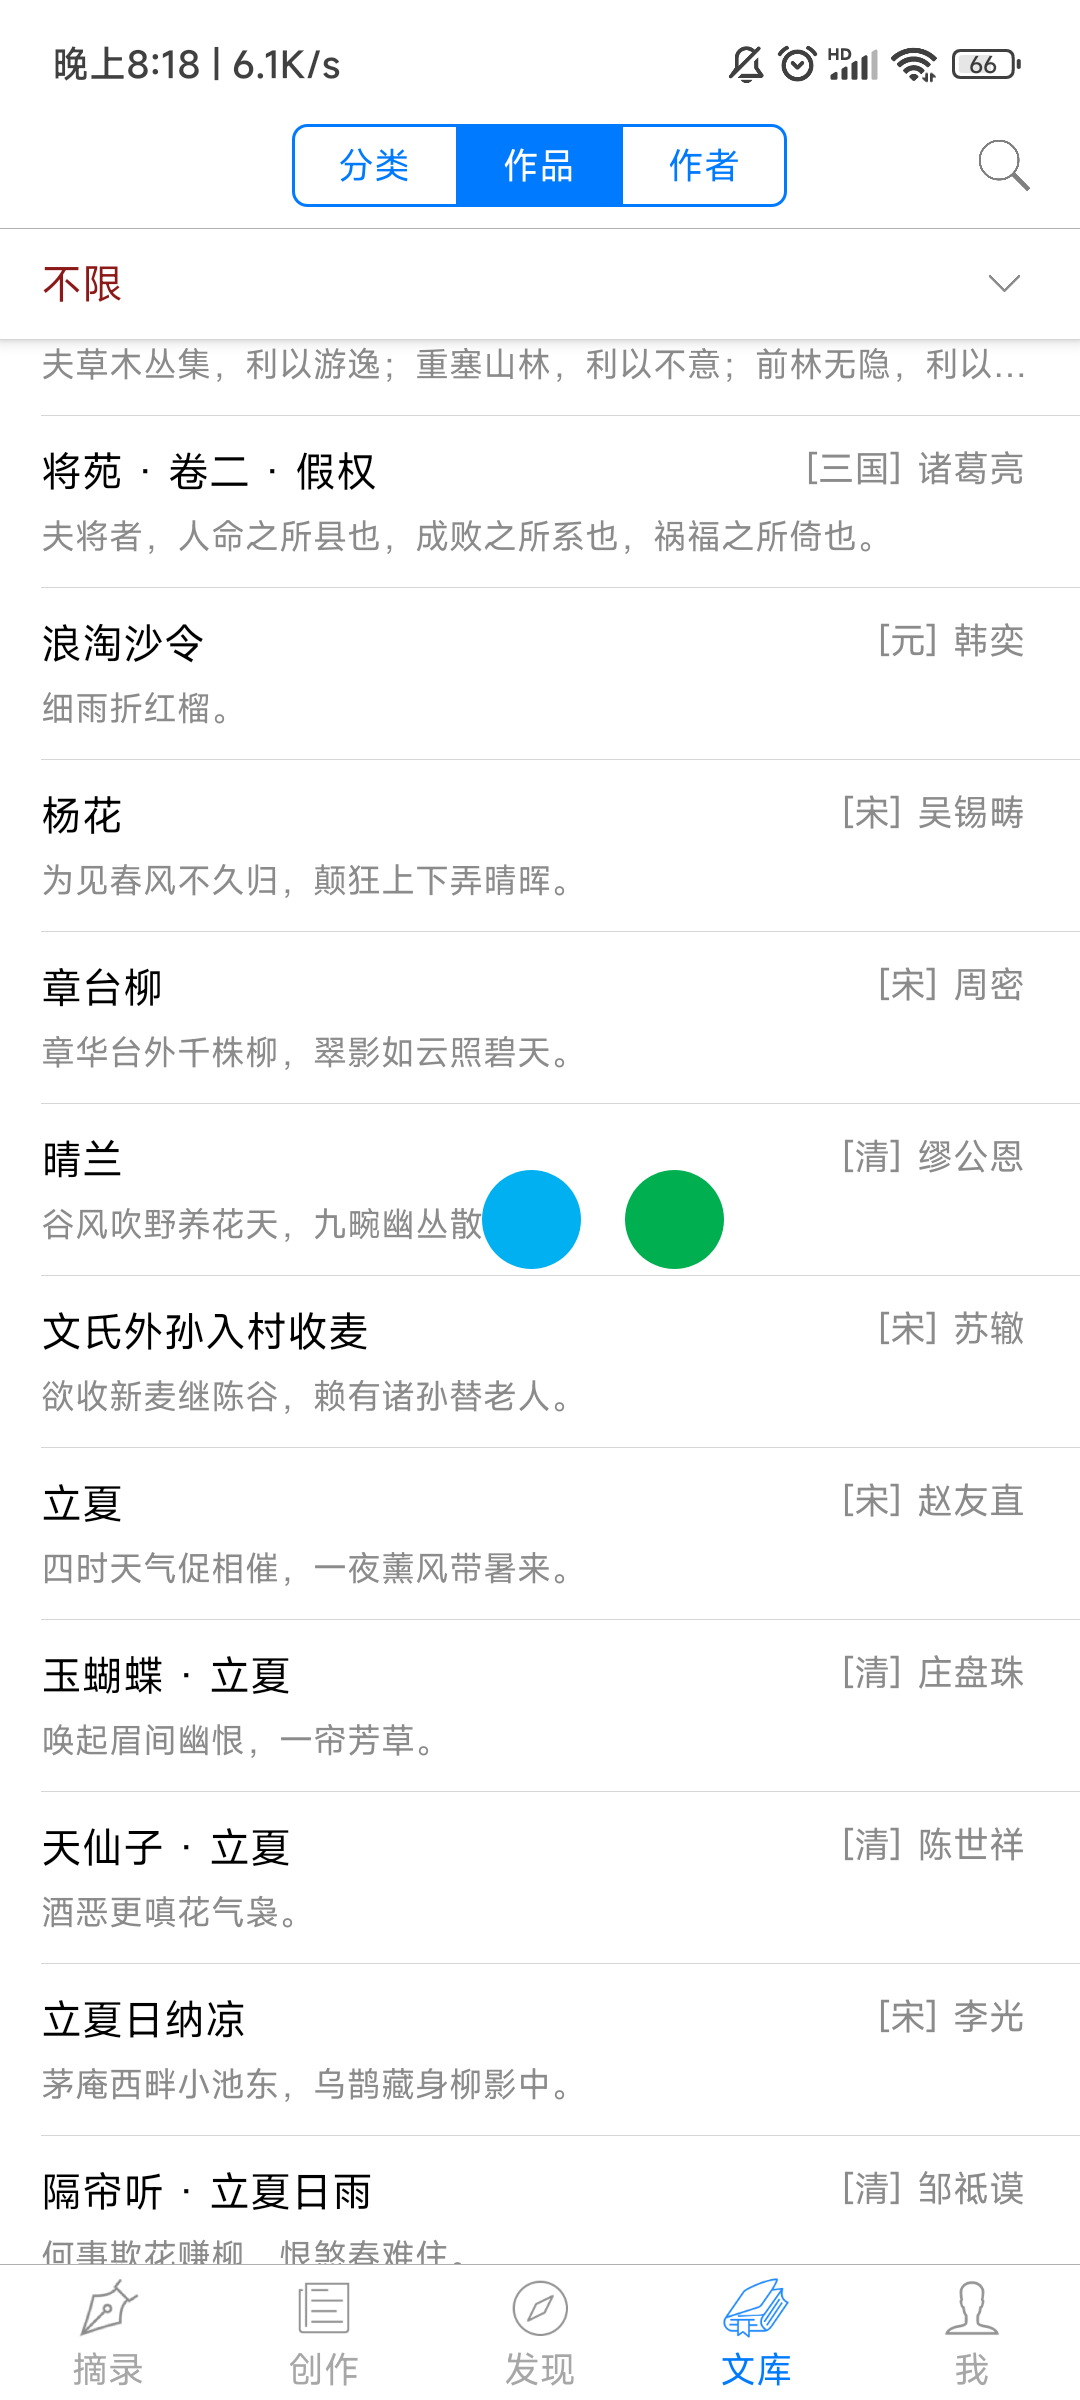 晚上8:18 | 6.1K/s
HD
66
分类
作品
作者
不限
夫草木丛集，利以游逸；重塞山林，利以不意；前林无隐，利以...
将苑 · 卷二 · 假权
[三国] 诸葛亮
夫将者，人命之所县也，成败之所系也，祸福之所倚也。
浪淘沙令
[元] 韩奕
细雨折红榴。
杨花
[宋] 吴锡畴
为见春风不久归，颠狂上下弄晴晖。
章台柳
[宋] 周密
章华台外千株柳，翠影如云照碧天。
晴兰
[清] 缪公恩
谷风吹野养花天，九畹幽丛散
文氏外孙入村收麦
[宋] 苏辙
欲收新麦继陈谷，赖有诸孙替老人。
立夏
[宋] 赵友直
四时天气促相催，一夜薰风带暑来。
玉蝴蝶 · 立夏
[清] 庄盘珠
唤起眉间幽恨，一帘芳草。
天仙子 · 立夏
[清] 陈世祥
酒恶更嗔花气袅。
立夏日纳凉
[宋] 李光
茅庵西畔小池东，乌鹊藏身柳影中。
隔帘听 · 立夏日雨
[清] 邹祗谟
何事欺花赚柳，恨煞春难住。
摘录
创作
发现
文库
我